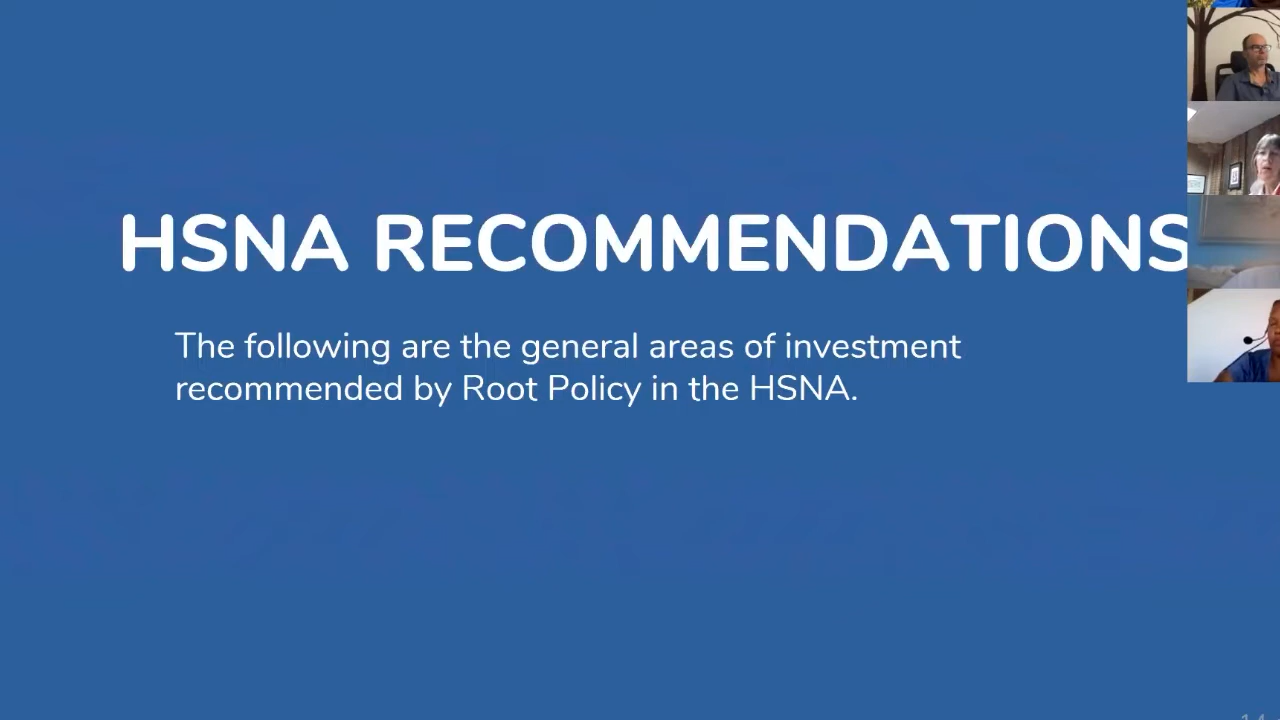 HSNA RECOMMENDATIONS
The following are the general areas of investment
recommended by Root Policy in the HSNA.